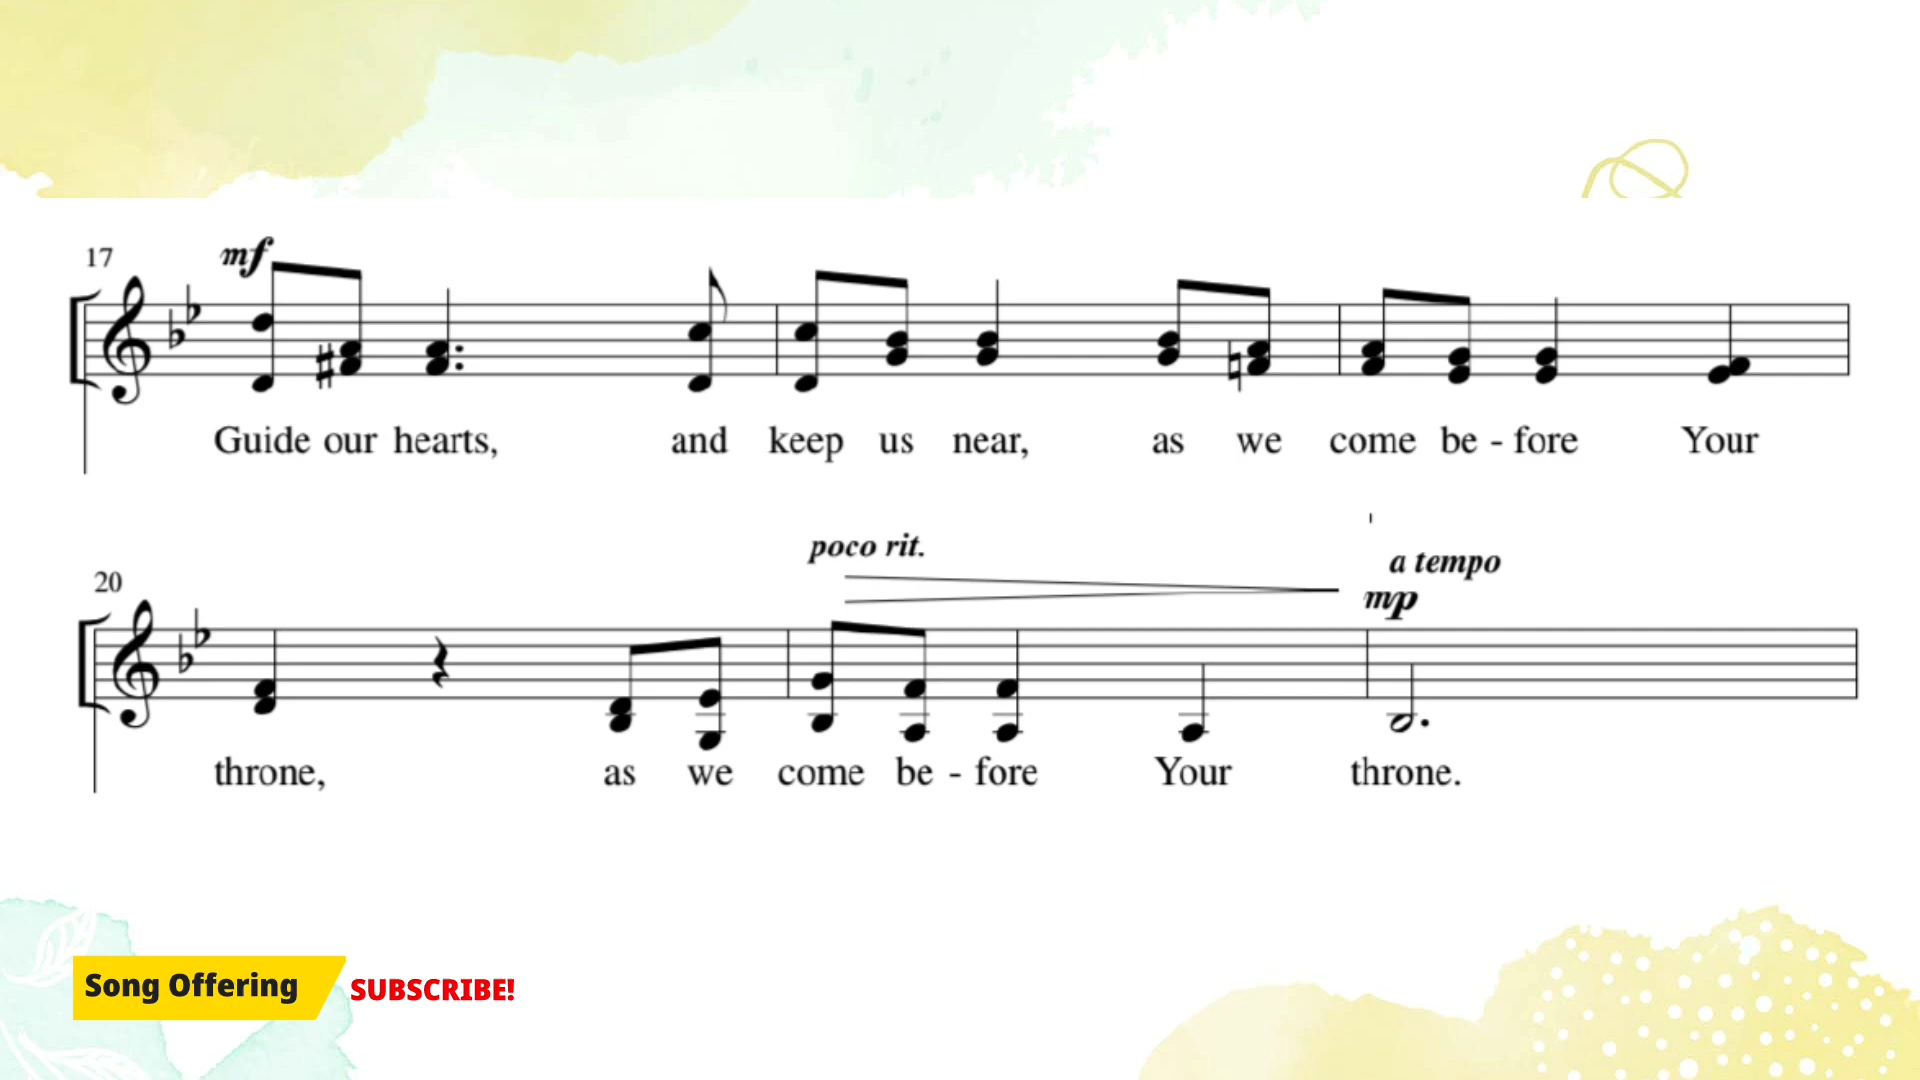 17
mf
Guide our hearts, and keep us near, as we come be - fore Your
poco rit.
a tempo
20
mp
throne, as we come be - fore Your throne.
Song Offering SUBSCRIBE!